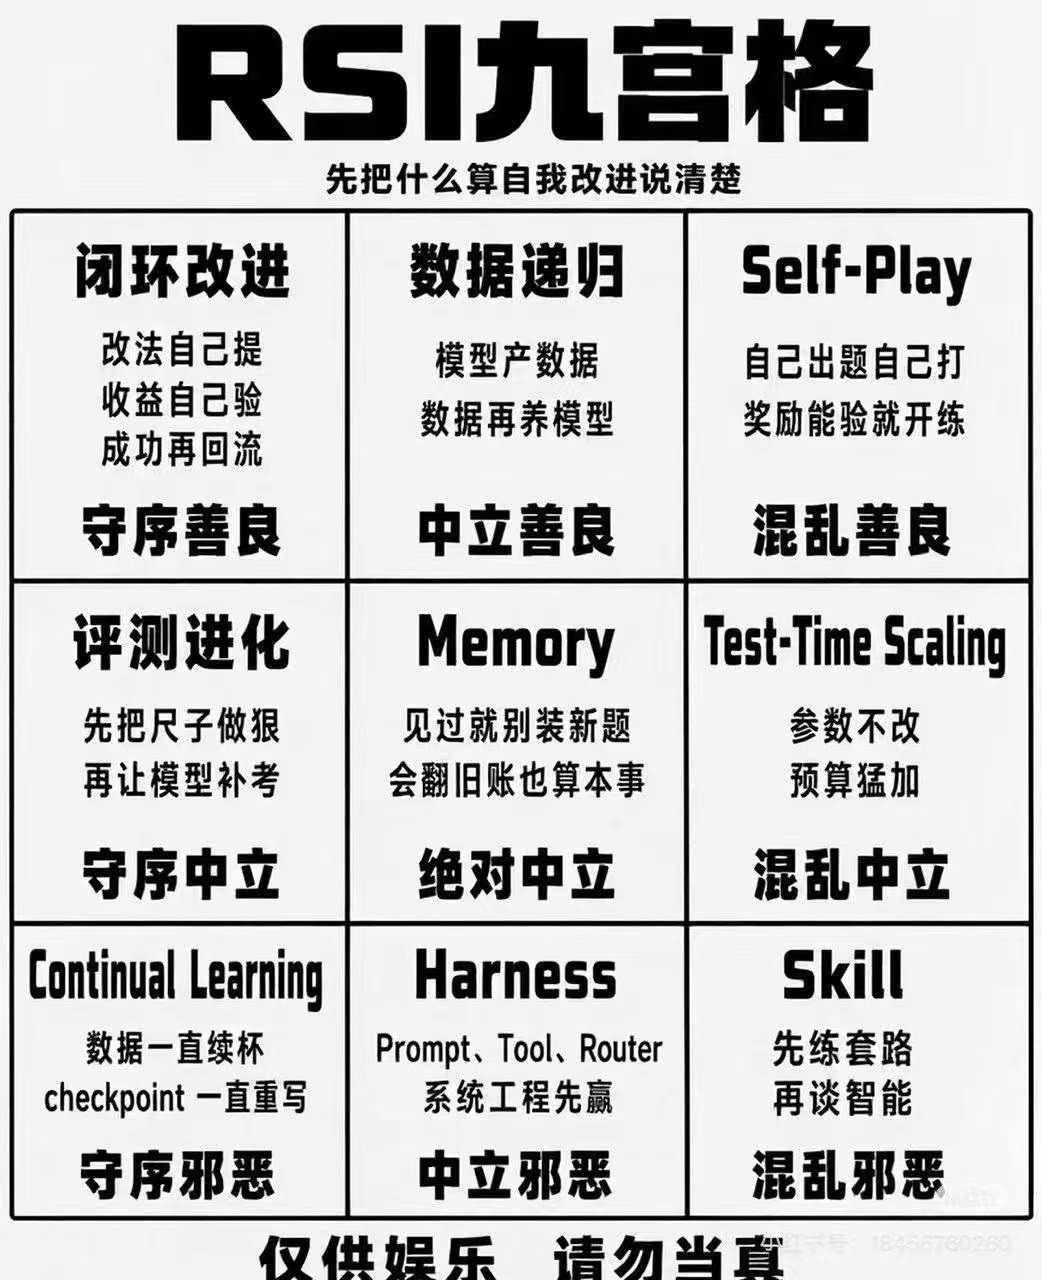 RSI九宫格
先把什么算自我改进说清楚
闭环改进
改法自己提
收益自己验
成功再回流
守序善良
数据递归
模型产数据
数据再养模型
中立善良
Self-Play
自己出题自己打
奖励能验就开练
混乱善良
评测进化
先把尺子做狠
再让模型补考
守序中立
Memory
见过就别装新题
会翻旧账也算本事
绝对中立
Test-Time Scaling
参数不改
预算猛加
混乱中立
Continual Learning
数据一直续杯
checkpoint 一直重写
守序邪恶
Harness
Prompt、Tool、Router
系统工程先赢
中立邪恶
Skill
先练套路
再谈智能
混乱邪恶
仅供娱乐 请勿当真